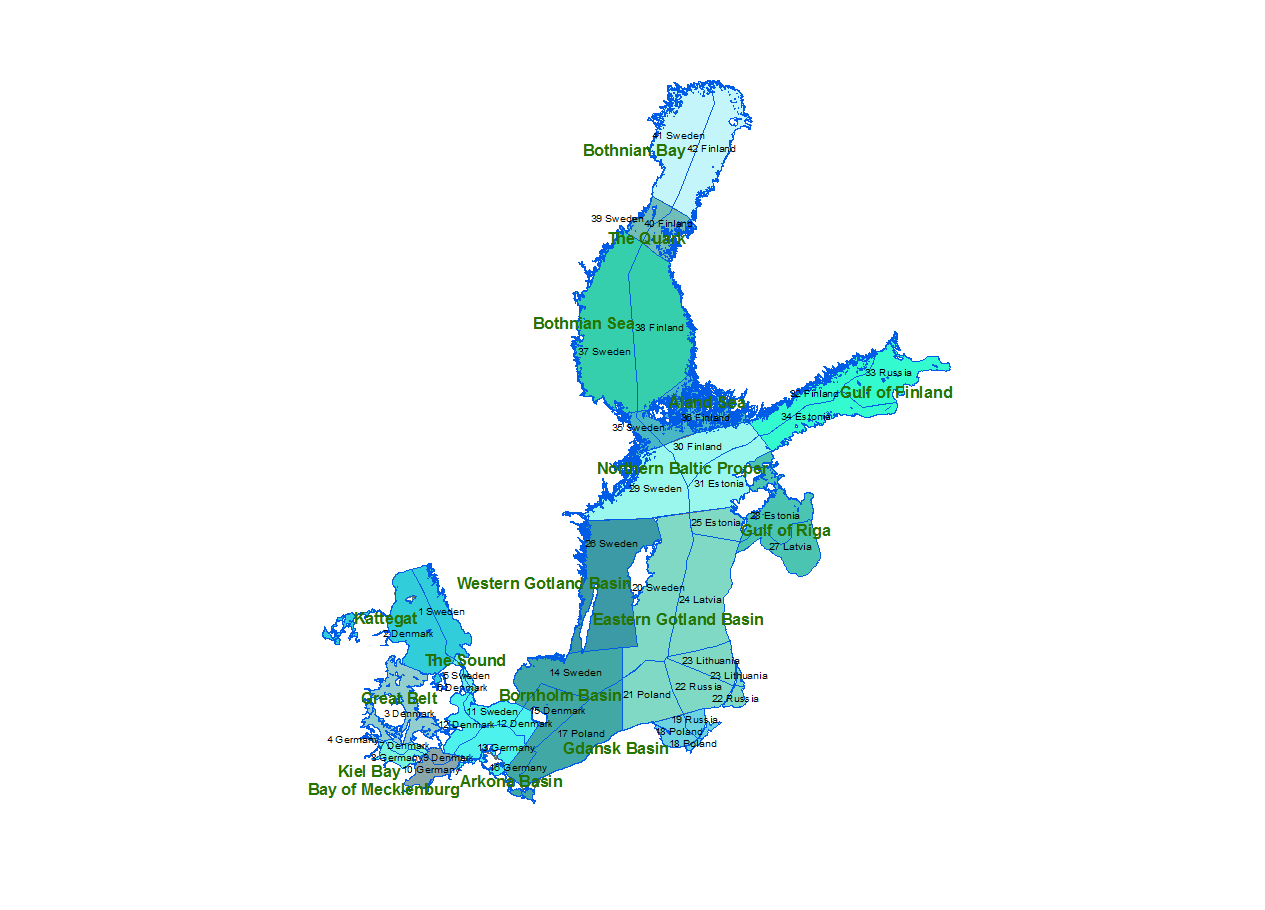 41 Sweden
Bothnian Bay
42 Finland
39 Sweden
40 Finland
The Quark
Bothnian Sea
38 Finland
37 Sweden
33 Russia
32 Finland
Gulf of Finland
Åland Sea
36 Finland
34 Estonia
35 Sweden
30 Finland
Northern Baltic Proper
31 Estonia
29 Sweden
28 Estonia
25 Estonia
Gulf of Riga
26 Sweden
27 Latvia
Western Gotland Basin
20 Sweden
24 Latvia
1 Sweden
Kattegat
Eastern Gotland Basin
2 Denmark
The Sound
23 Lithuania
14 Sweden
5 Sweden
23 Lithuania
6 Denmark
22 Russia
Bornholm Basin
21 Poland
Great Belt
22 Russia
3 Denmark
11 Sweden
15 Denmark
19 Russia
12 Denmark
12 Denmark
17 Poland
18 Poland
4 Germany
7 Denmark
13 Germany
Gdansk Basin
18 Poland
8 Germany
9 Denmark
16 Germany
Kiel Bay
10 Germany
Arkona Basin
Bay of Mecklenburg